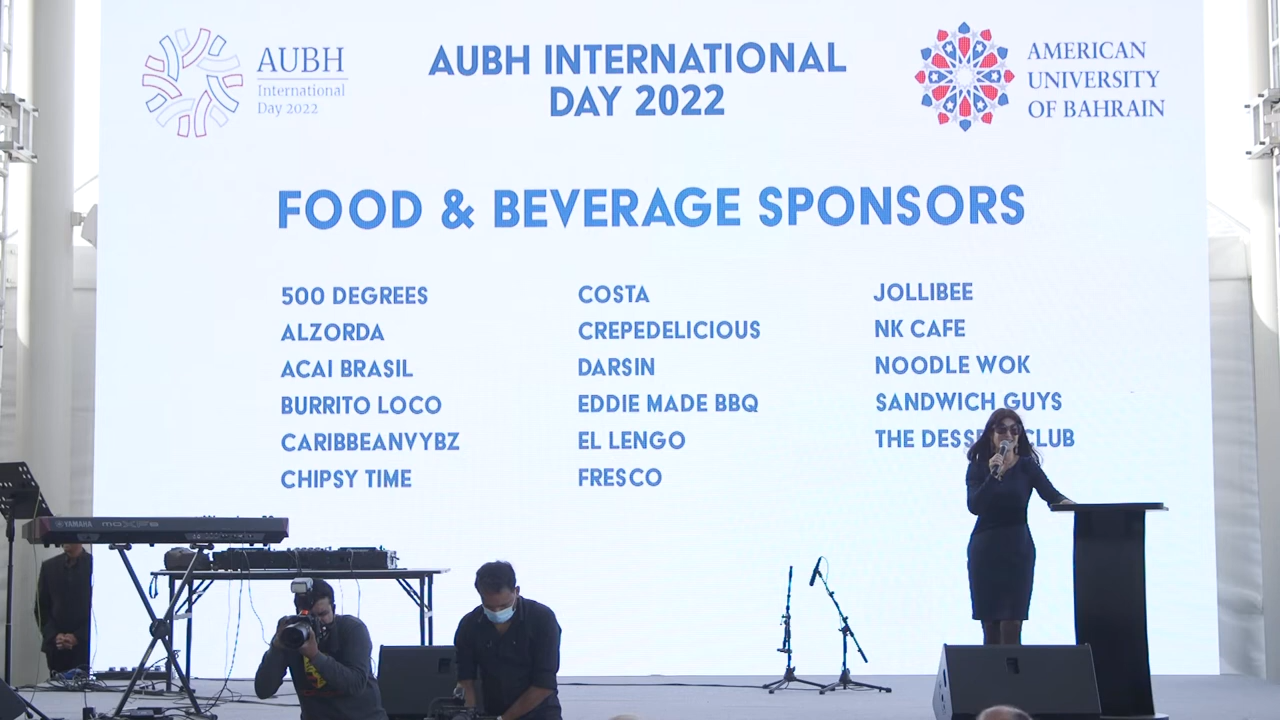 AUBH
International
Day 2022
AUBH INTERNATIONAL
DAY 2022
AMERICAN
UNIVERSITY
OF BAHRAIN
FOOD & BEVERAGE SPONSORS
500 DEGREES
ALZORDA
ACAI BRASIL
BURRITO LOCO
CARIBBEANVYBZ
CHIPSY TIME
COSTA
CREPEDELICIOUS
DARSIN
EDDIE MADE BBQ
EL LENGO
FRESCO
JOLLIBEE
NK CAFE
NOODLE WOK
SANDWICH GUYS
THE CLUB
YAMAHA MOXF8